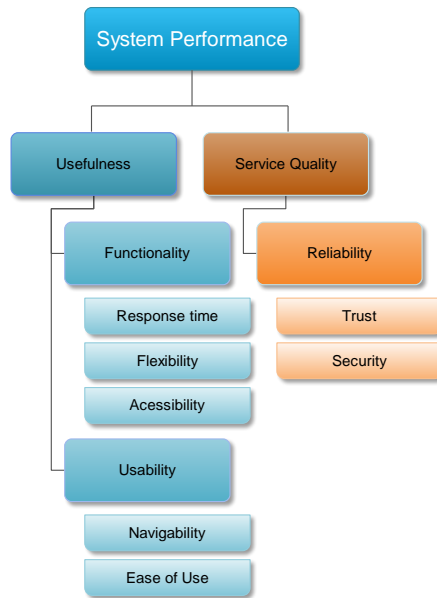 System Performance
Usefulness
Service Quality
Functionality
Reliability
Response time
Trust
Flexibility
Security
Acessibility
Usability
Navigability
Ease of Use